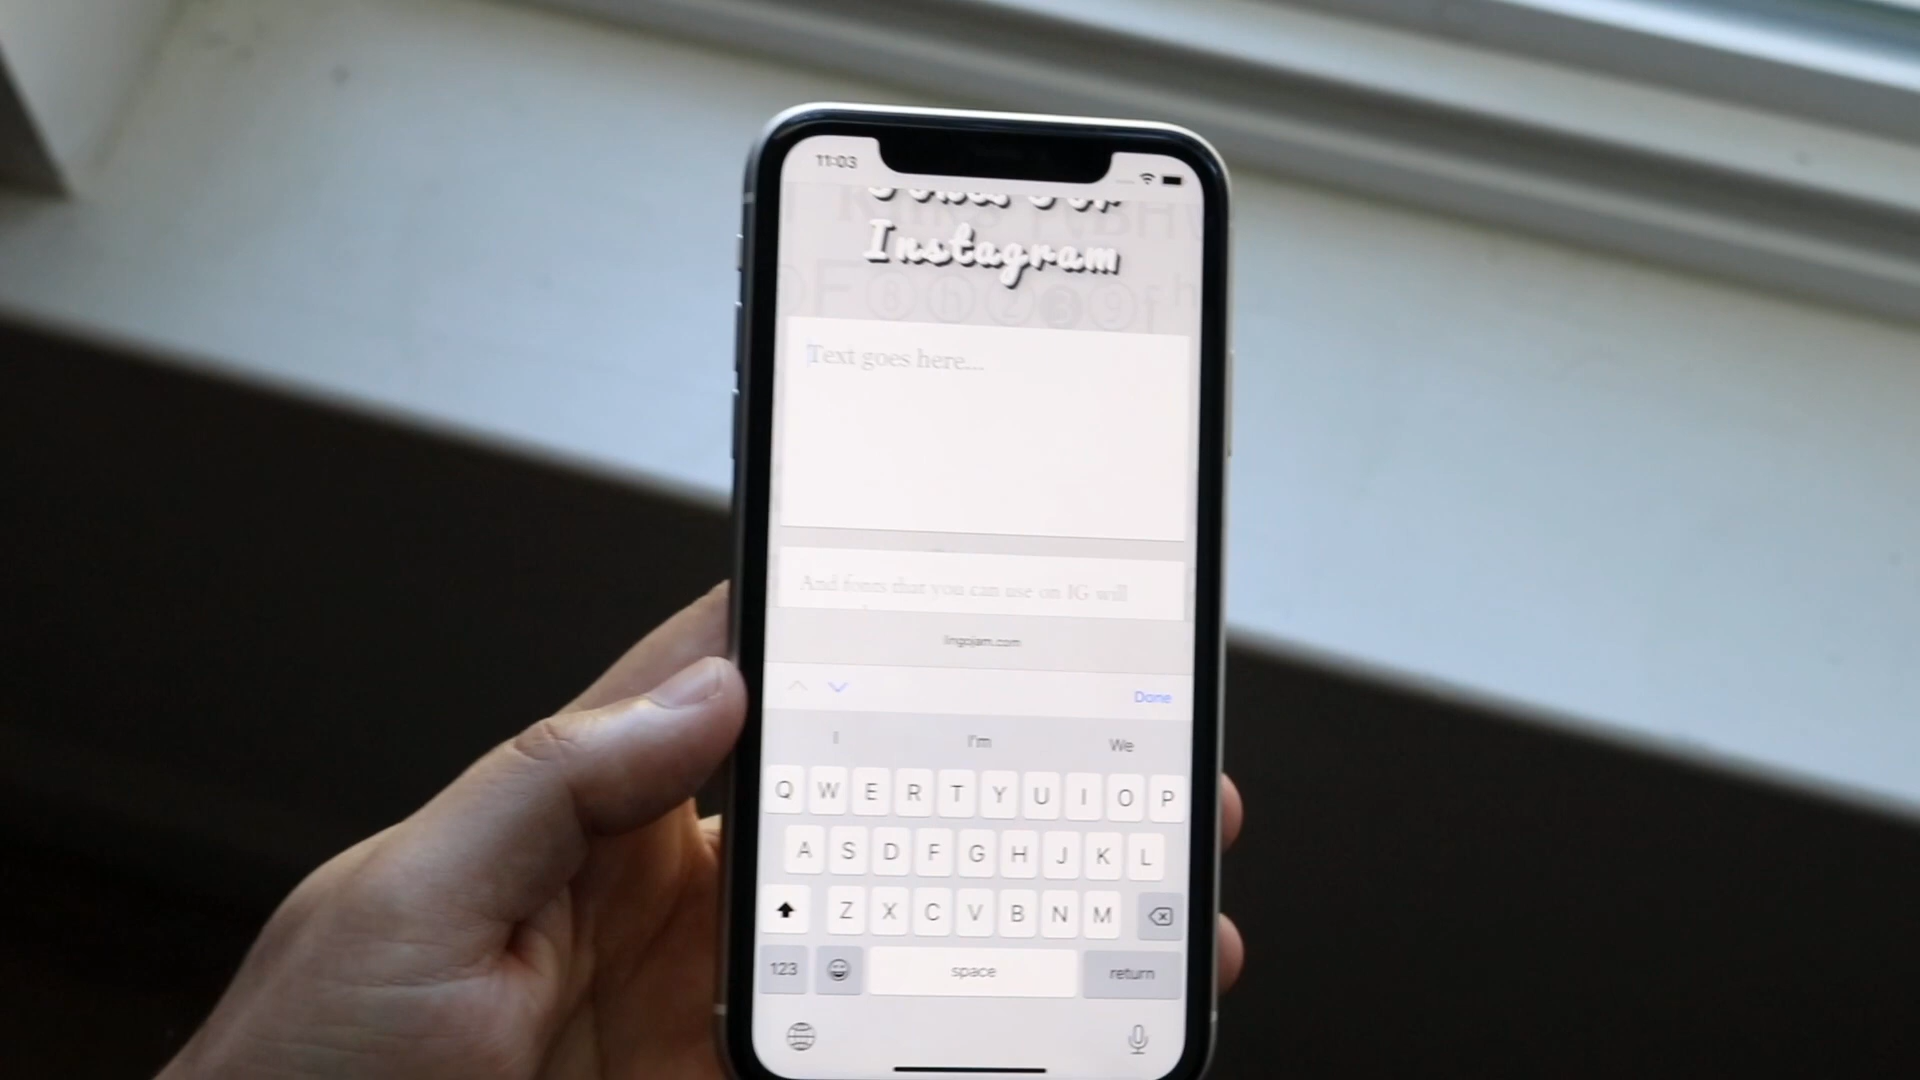 11:03
Instagram
Text goes here...
And fonts that you can use on IG will
lingojam.com
Done
I I'm We
Q W E R T Y U I O P
A S D F G H J K L
Z X C V B N M
123 space return